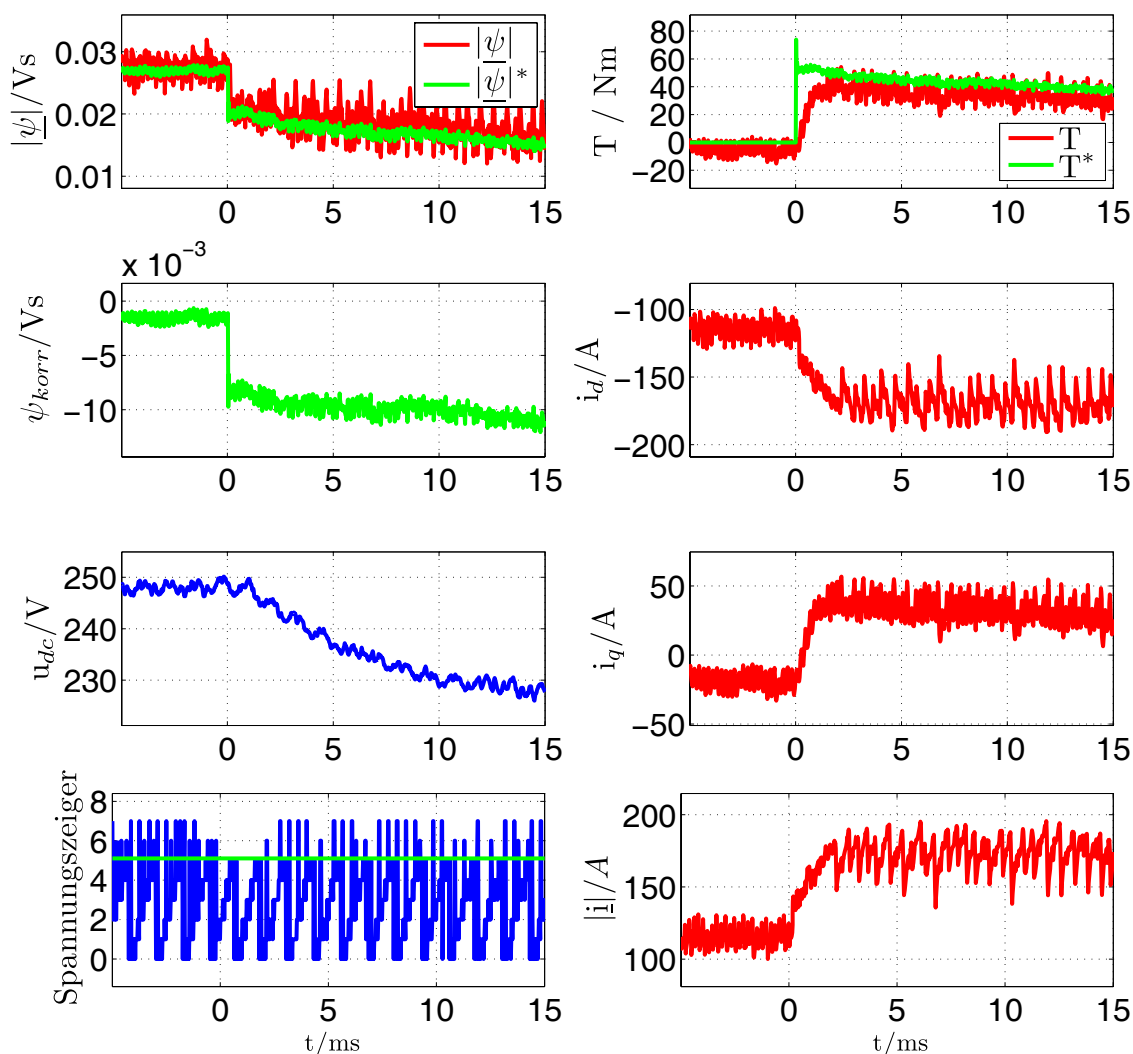 |ψ|/Vs
0.03
0.02
0.01
|ψ|
|ψ|*
0 5 10 15
T / Nm
80
60
40
20
0
−20
T
T*
0 5 10 15
x 10⁻³
ψkorr/Vs
0
−5
−10
0 5 10 15
i_d/A
−100
−150
−200
0 5 10 15
u_dc/V
250
240
230
0 5 10 15
i_q/A
50
0
−50
0 5 10 15
Spannungszeiger
8
6
4
2
0
0 5 10 15
t/ms
|i|/A
200
150
100
0 5 10 15
t/ms